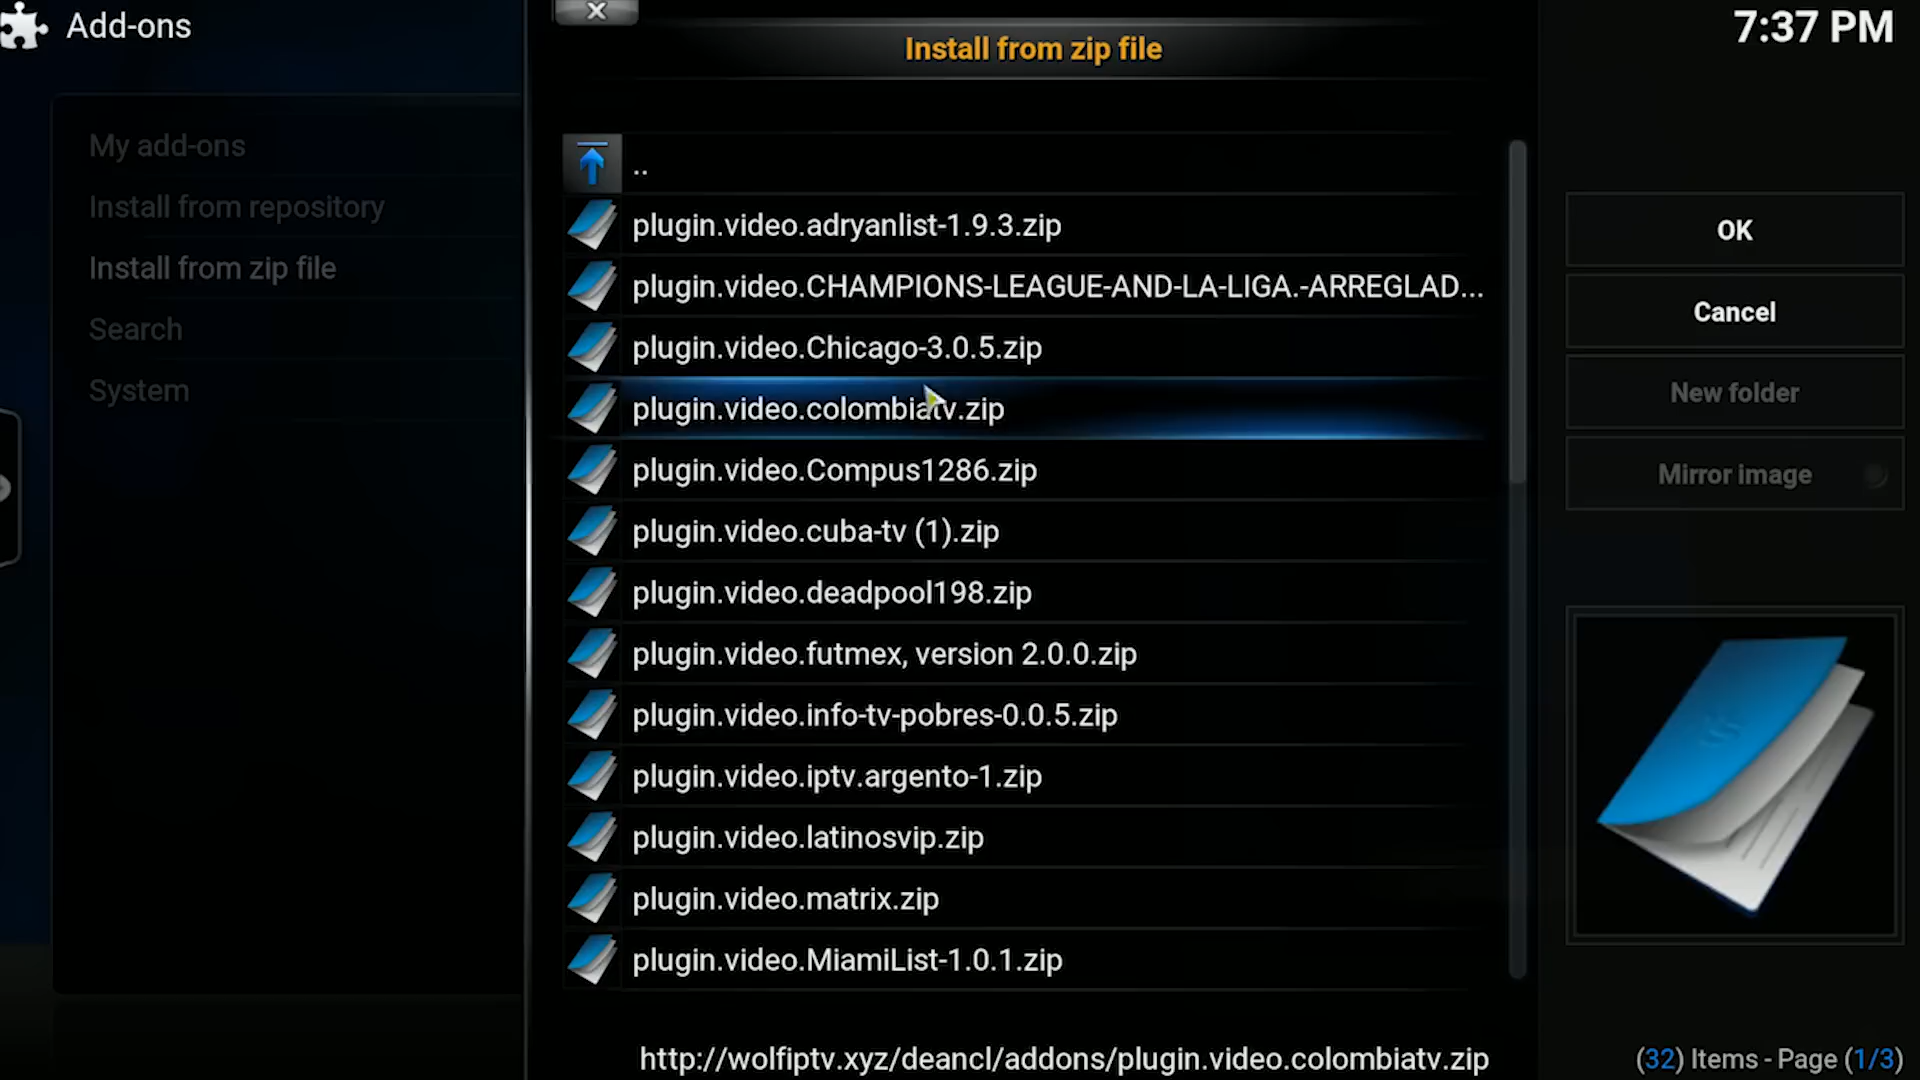 Add-ons
Install from zip file
7:37 PM
My add-ons
Install from repository
Install from zip file
Search
System
..
plugin.video.adryanlist-1.9.3.zip
plugin.video.CHAMPIONS-LEAGUE-AND-LA-LIGA.-ARREGLAD...
plugin.video.Chicago-3.0.5.zip
plugin.video.colombiatv.zip
plugin.video.Compus1286.zip
plugin.video.cuba-tv (1).zip
plugin.video.deadpool198.zip
plugin.video.futmex, version 2.0.0.zip
plugin.video.info-tv-pobres-0.0.5.zip
plugin.video.iptv.argento-1.zip
plugin.video.latinosvip.zip
plugin.video.matrix.zip
plugin.video.MiamiList-1.0.1.zip
OK
Cancel
New folder
Mirror image
http://wolfiptv.xyz/deancl/addons/plugin.video.colombiatv.zip
(32) Items - Page (1/3)